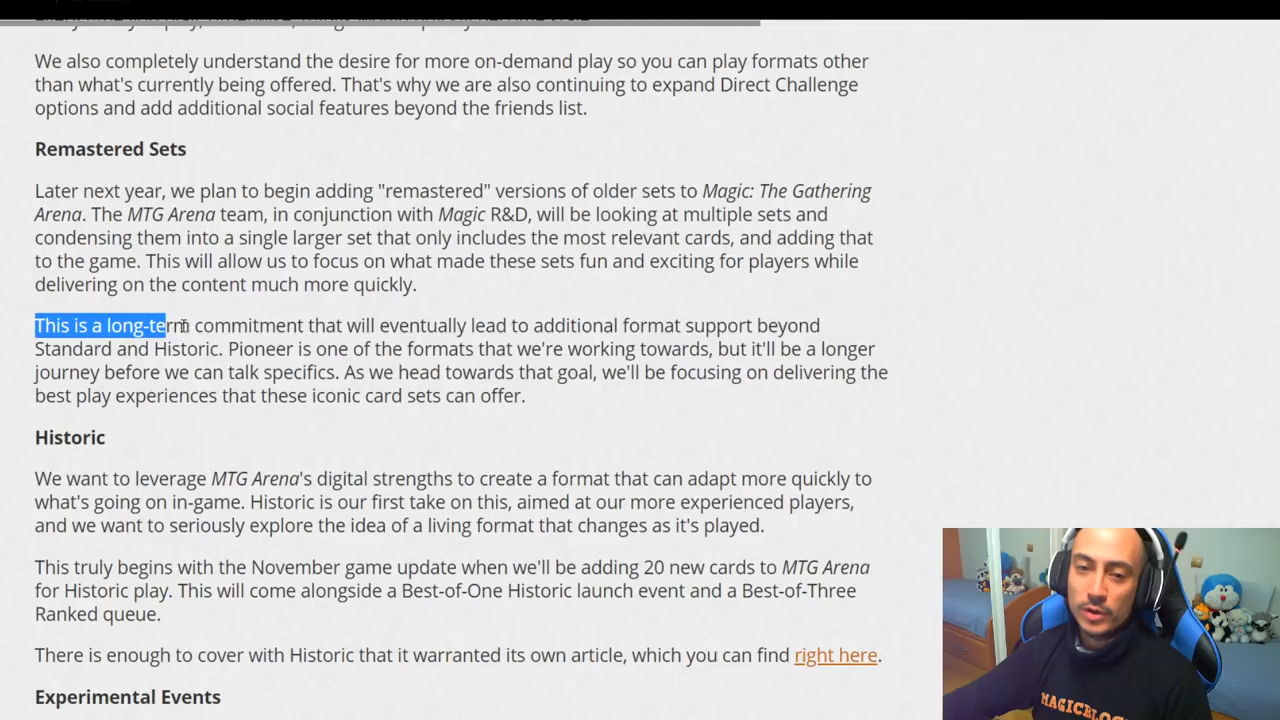 We also completely understand the desire for more on-demand play so you can play formats other
than what's currently being offered. That's why we are also continuing to expand Direct Challenge
options and add additional social features beyond the friends list.
Remastered Sets
Later next year, we plan to begin adding "remastered" versions of older sets to Magic: The Gathering
Arena. The MTG Arena team, in conjunction with Magic R&D, will be looking at multiple sets and
condensing them into a single larger set that only includes the most relevant cards, and adding that
to the game. This will allow us to focus on what made these sets fun and exciting for players while
delivering on the content much more quickly.
This is a long-term commitment that will eventually lead to additional format support beyond
Standard and Historic. Pioneer is one of the formats that we're working towards, but it'll be a longer
journey before we can talk specifics. As we head towards that goal, we'll be focusing on delivering the
best play experiences that these iconic card sets can offer.
Historic
We want to leverage MTG Arena's digital strengths to create a format that can adapt more quickly to
what's going on in-game. Historic is our first take on this, aimed at our more experienced players,
and we want to seriously explore the idea of a living format that changes as it's played.
This truly begins with the November game update when we'll be adding 20 new cards to MTG Arena
for Historic play. This will come alongside a Best-of-One Historic launch event and a Best-of-Three
Ranked queue.
There is enough to cover with Historic that it warranted its own article, which you can find right here.
Experimental Events